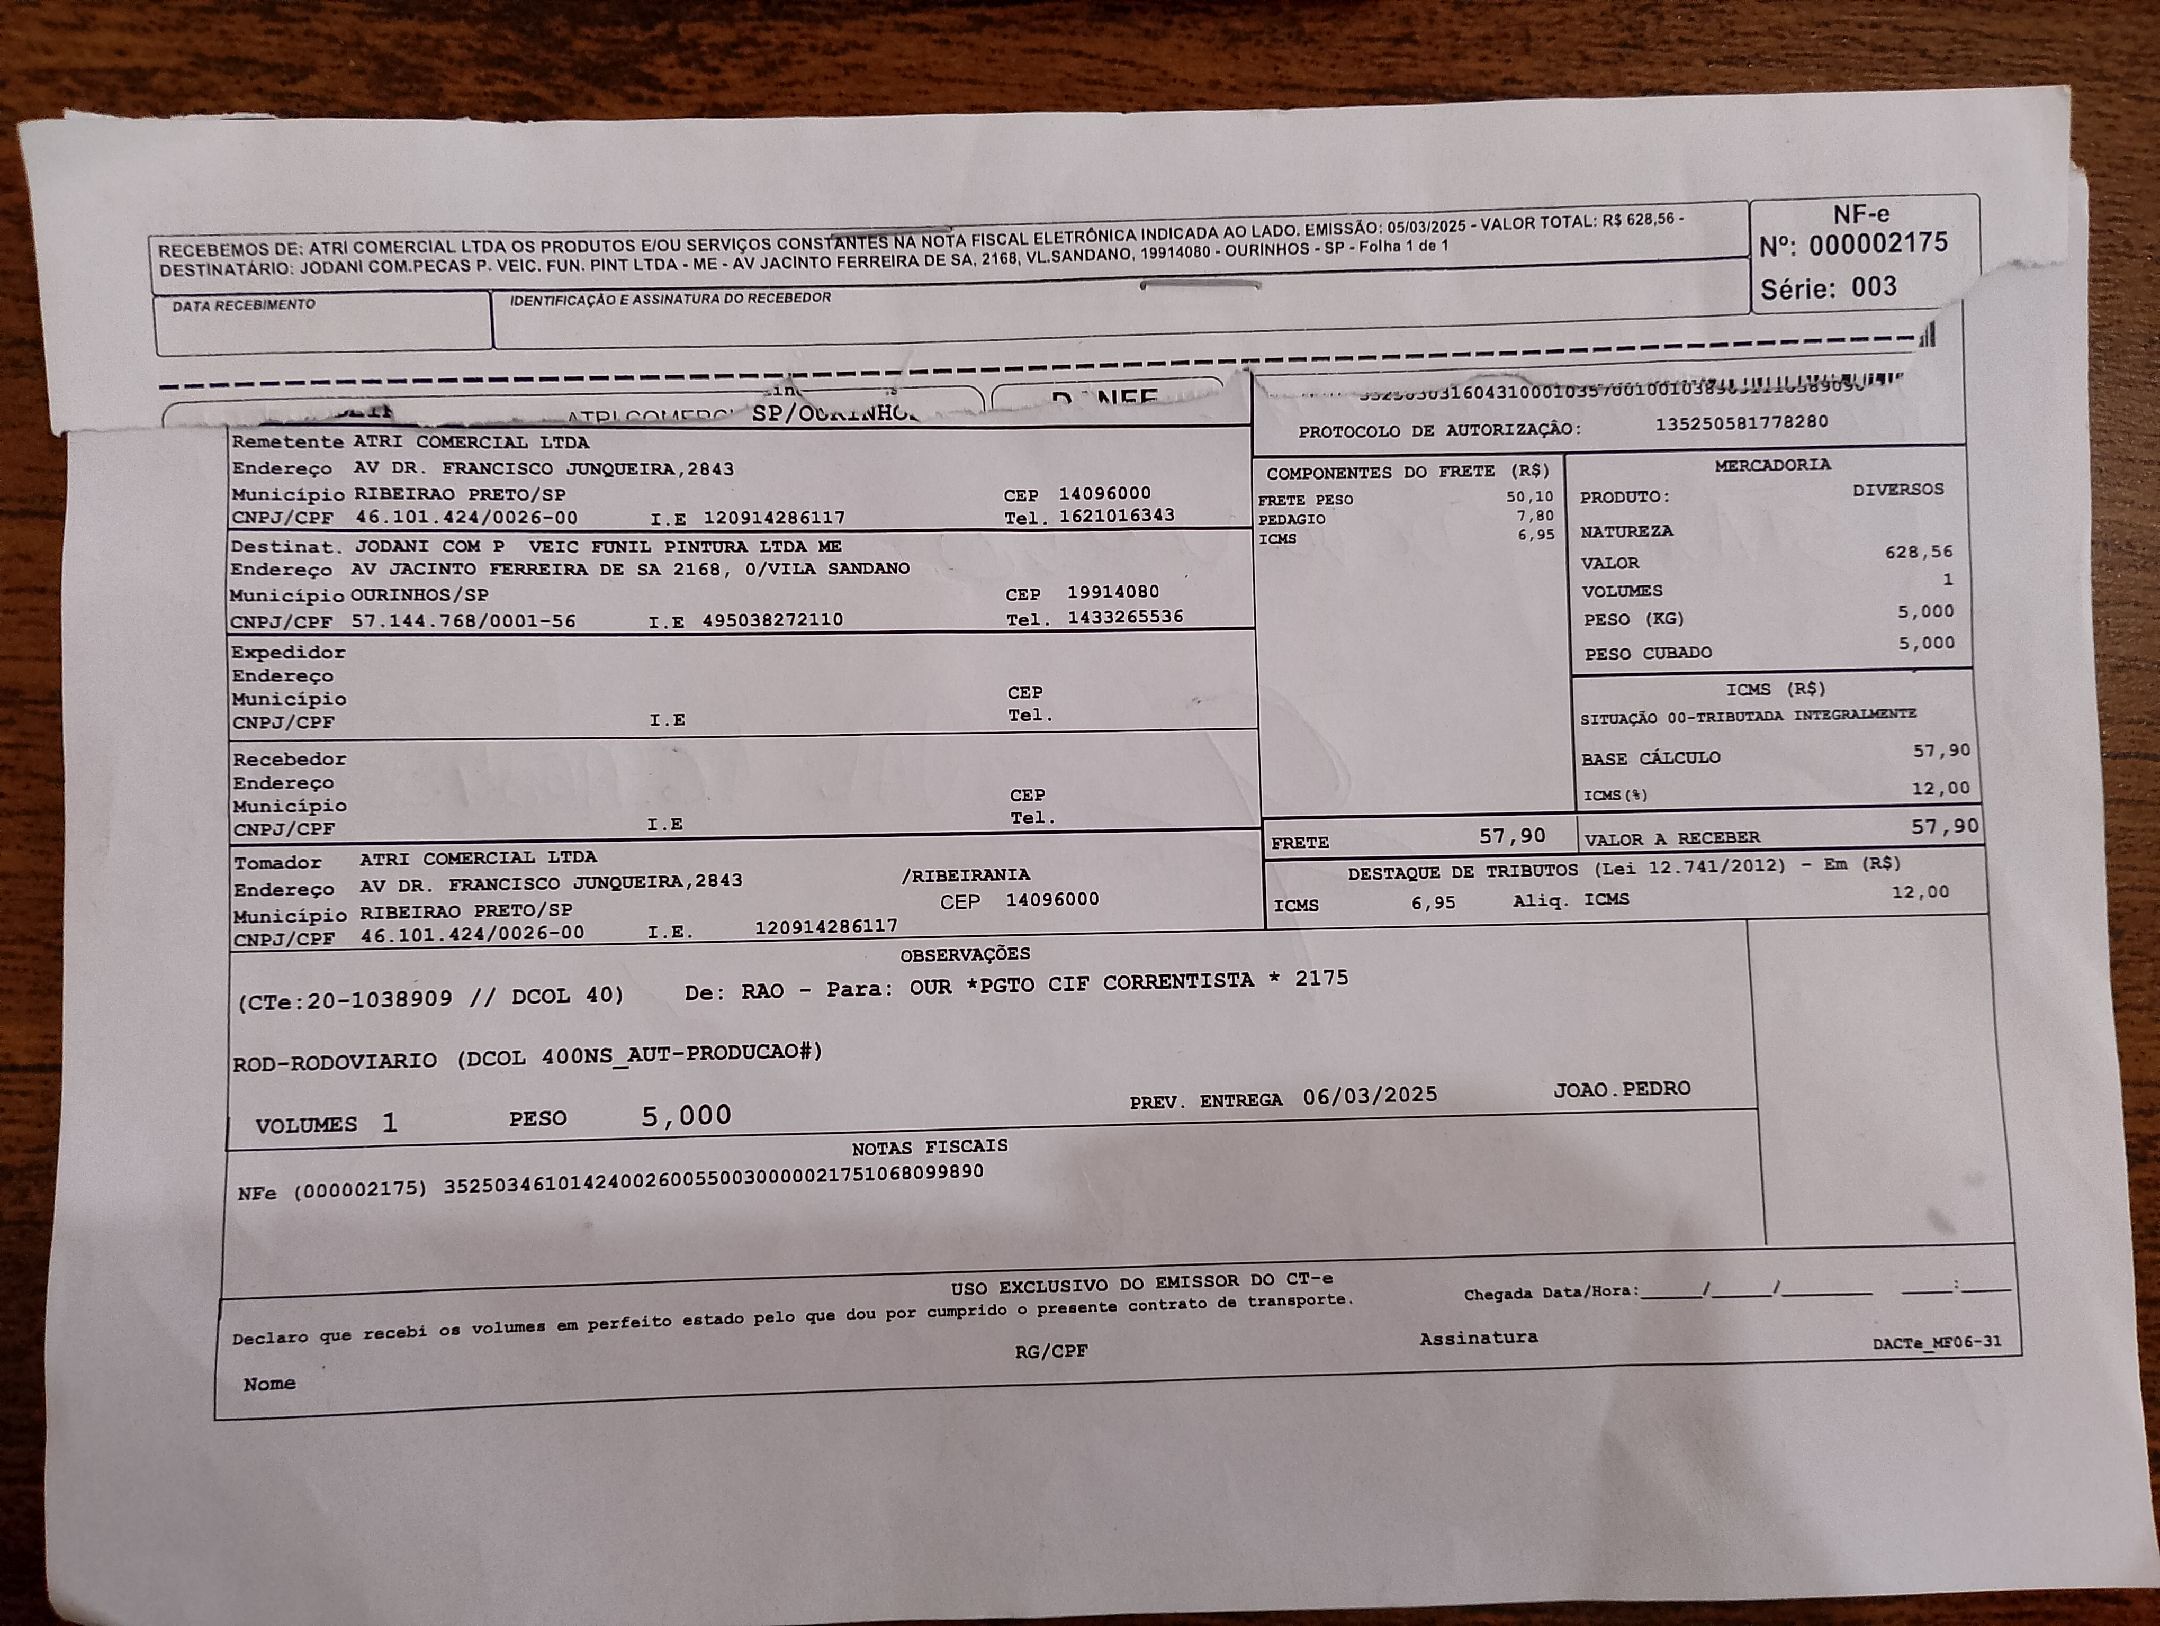 RECEBEMOS DE: ATRI COMERCIAL LTDA OS PRODUTOS E/OU SERVIÇOS CONSTANTES NA NOTA FISCAL ELETRÔNICA INDICADA AO LADO. EMISSÃO: 05/03/2025 - VALOR TOTAL: R$ 628,56 -
DESTINATÁRIO: JODANI COM.PECAS P. VEIC. FUN. PINT LTDA - ME - AV JACINTO FERREIRA DE SA, 2168, VL.SANDANO, 19914080 - OURINHOS - SP - Folha 1 de 1
NF-e
Nº: 000002175
Série: 003
DATA RECEBIMENTO
IDENTIFICAÇÃO E ASSINATURA DO RECEBEDOR
PROTOCOLO DE AUTORIZAÇÃO: 135250581778280
Remetente ATRI COMERCIAL LTDA
Endereço AV DR. FRANCISCO JUNQUEIRA,2843
Município RIBEIRAO PRETO/SP CEP 14096000
CNPJ/CPF 46.101.424/0026-00 I.E 120914286117 Tel. 1621016343
Destinat. JODANI COM P VEIC FUNIL PINTURA LTDA ME
Endereço AV JACINTO FERREIRA DE SA 2168, 0/VILA SANDANO
Município OURINHOS/SP CEP 19914080
CNPJ/CPF 57.144.768/0001-56 I.E 495038272110 Tel. 1433265536
Expedidor
Endereço
Município CEP
CNPJ/CPF I.E Tel.
Recebedor
Endereço
Município CEP
CNPJ/CPF I.E Tel.
Tomador ATRI COMERCIAL LTDA
Endereço AV DR. FRANCISCO JUNQUEIRA,2843 /RIBEIRANIA
Município RIBEIRAO PRETO/SP CEP 14096000
CNPJ/CPF 46.101.424/0026-00 I.E. 120914286117
COMPONENTES DO FRETE (R$)
FRETE PESO 50,10
PEDAGIO 7,80
ICMS 6,95
MERCADORIA
PRODUTO: DIVERSOS
NATUREZA
VALOR 628,56
VOLUMES 1
PESO (KG) 5,000
PESO CUBADO 5,000
ICMS (R$)
SITUAÇÃO 00-TRIBUTADA INTEGRALMENTE
BASE CÁLCULO 57,90
ICMS(%) 12,00
FRETE 57,90 VALOR A RECEBER 57,90
DESTAQUE DE TRIBUTOS (Lei 12.741/2012) - Em (R$)
ICMS 6,95 Aliq. ICMS 12,00
OBSERVAÇÕES
(CTe:20-1038909 // DCOL 40) De: RAO - Para: OUR *PGTO CIF CORRENTISTA * 2175
ROD-RODOVIARIO (DCOL 400NS_AUT-PRODUCAO#)
VOLUMES 1 PESO 5,000 PREV. ENTREGA 06/03/2025 JOAO.PEDRO
NOTAS FISCAIS
NFe (000002175) 35250346101424002600550030000021751068099890
USO EXCLUSIVO DO EMISSOR DO CT-e
Declaro que recebi os volumes em perfeito estado pelo que dou por cumprido o presente contrato de transporte.
Chegada Data/Hora:_____/_____/________ ___:____
Nome RG/CPF Assinatura DACTe_MF06-31